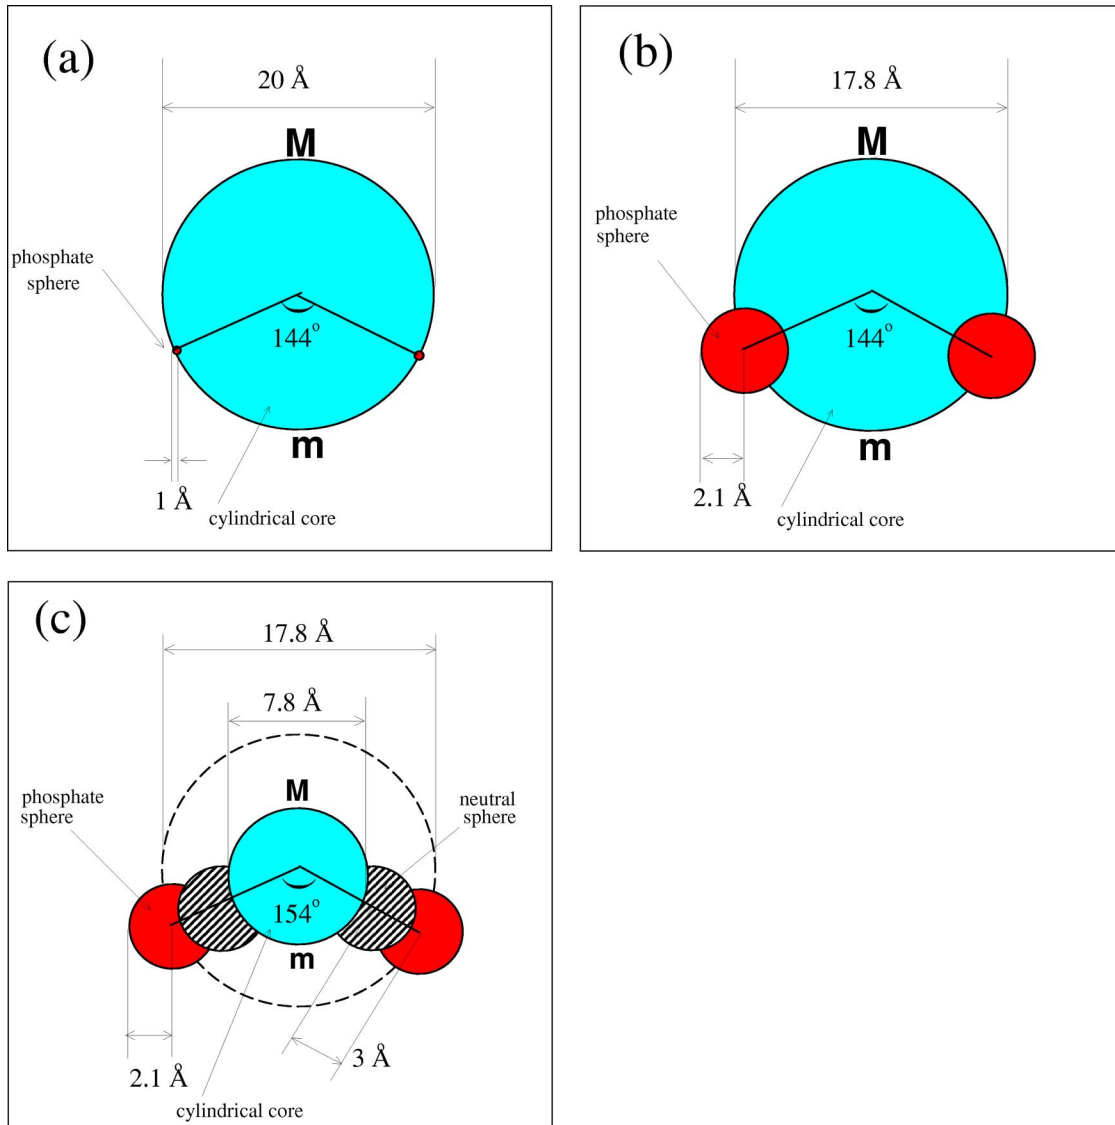 (a)
20 Å
M
phosphate
sphere
144°
m
1 Å
cylindrical core
(b)
17.8 Å
M
phosphate
sphere
144°
m
2.1 Å
cylindrical core
(c)
17.8 Å
7.8 Å
M
phosphate
sphere
neutral
sphere
154°
m
3 Å
2.1 Å
cylindrical core